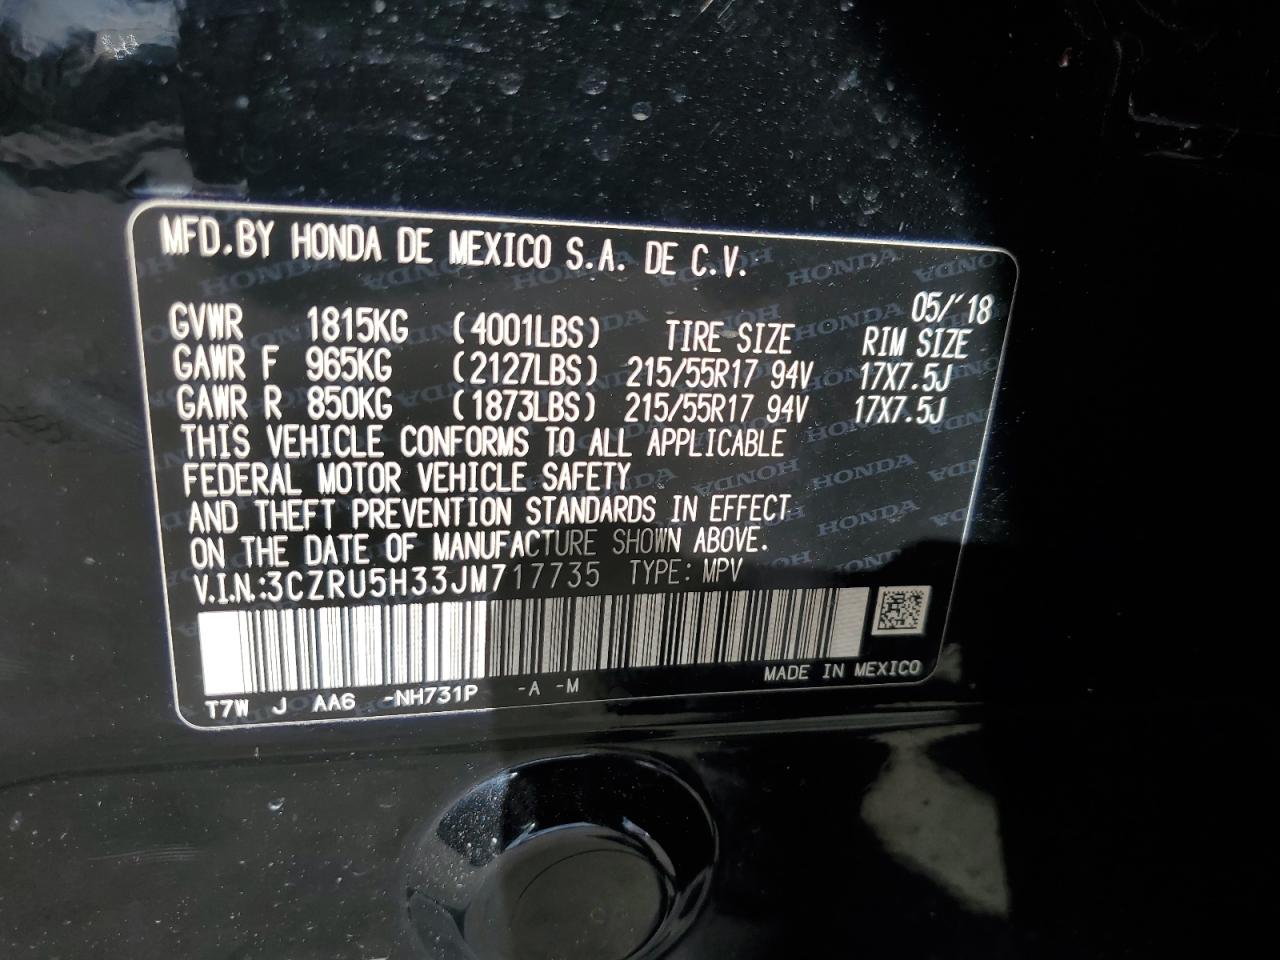 MFD.BY HONDA DE MEXICO S.A. DE C.V.
05/'18
GVWR 1815KG (4001LBS) TIRE SIZE RIM SIZE
GAWR F 965KG (2127LBS) 215/55R17 94V 17X7.5J
GAWR R 850KG (1873LBS) 215/55R17 94V 17X7.5J
THIS VEHICLE CONFORMS TO ALL APPLICABLE
FEDERAL MOTOR VEHICLE SAFETY
AND THEFT PREVENTION STANDARDS IN EFFECT
ON THE DATE OF MANUFACTURE SHOWN ABOVE.
V.I.N.:3CZRU5H33JM717735 TYPE: MPV
MADE IN MEXICO
T7W J AA6 -NH731P -A -M